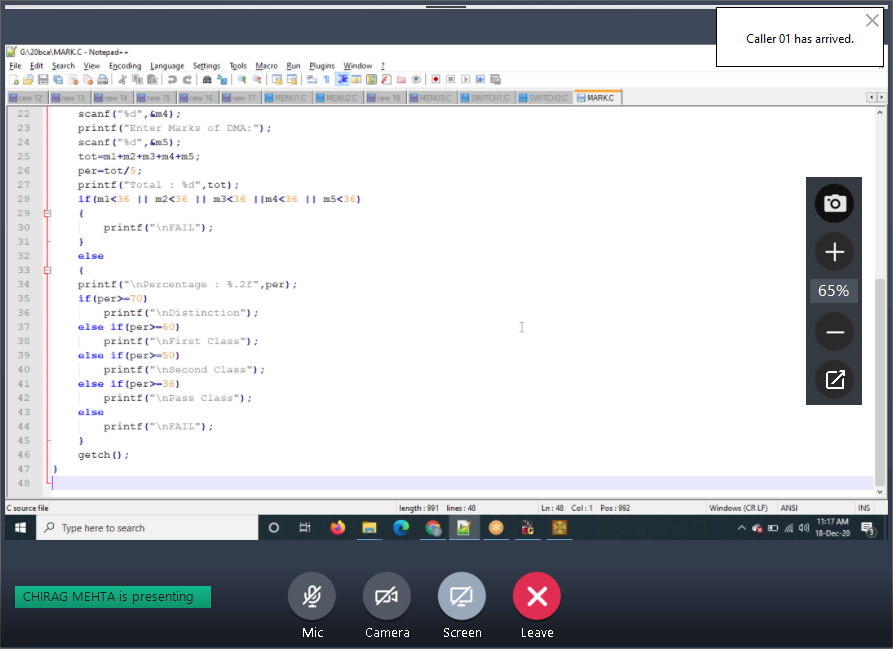 Caller 01 has arrived.
G:\20bca\MARK.C - Notepad++
File Edit Search View Encoding Language Settings Tools Macro Run Plugins Window ?
new 12 new 13 new 14 new 15 new 16 new 17 MENU1.C MENU2.C new 18 MENU3.C SWITCH1.C SWITCH2.C MARK.C
22 scanf("%d",&m4);
23 printf("Enter Marks of DMA:");
24 scanf("%d",&m5);
25 tot=m1+m2+m3+m4+m5;
26 per=tot/5;
27 printf("Total : %d",tot);
28 if(m1<36 || m2<36 || m3<36 ||m4<36 || m5<36)
29 {
30 printf("\nFAIL");
31 }
32 else
33 {
34 printf("\nPercentage : %.2f",per);
35 if(per>=70)
36 printf("\nDistinction");
37 else if(per>=60)
38 printf("\nFirst Class");
39 else if(per>=50)
40 printf("\nSecond Class");
41 else if(per>=36)
42 printf("\nPass Class");
43 else
44 printf("\nFAIL");
45 }
46 getch();
47 }
48
65%
C source file length : 991 lines : 48 Ln : 48 Col : 1 Pos : 992 Windows (CR LF) ANSI INS
Type here to search
11:17 AM
18-Dec-20
3
CHIRAG MEHTA is presenting
Mic Camera Screen Leave